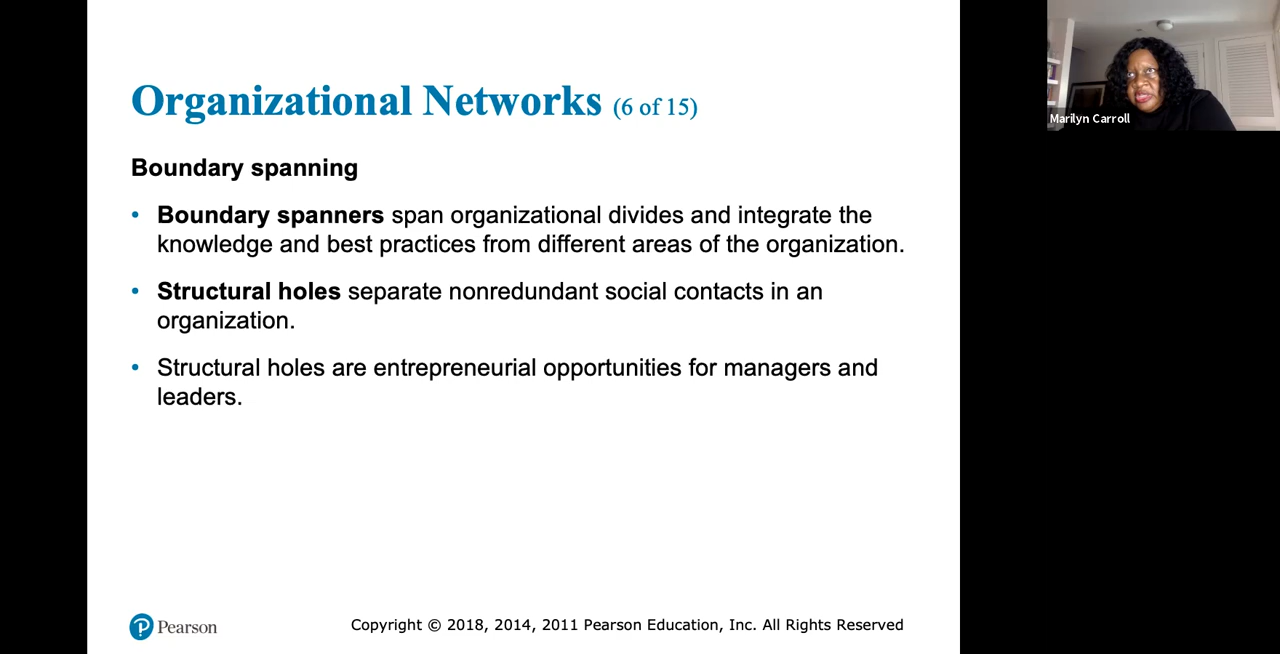 Organizational Networks (6 of 15)
Marilyn Carroll
Boundary spanning
• Boundary spanners span organizational divides and integrate the
knowledge and best practices from different areas of the organization.
• Structural holes separate nonredundant social contacts in an
organization.
• Structural holes are entrepreneurial opportunities for managers and
leaders.
Pearson
Copyright © 2018, 2014, 2011 Pearson Education, Inc. All Rights Reserved